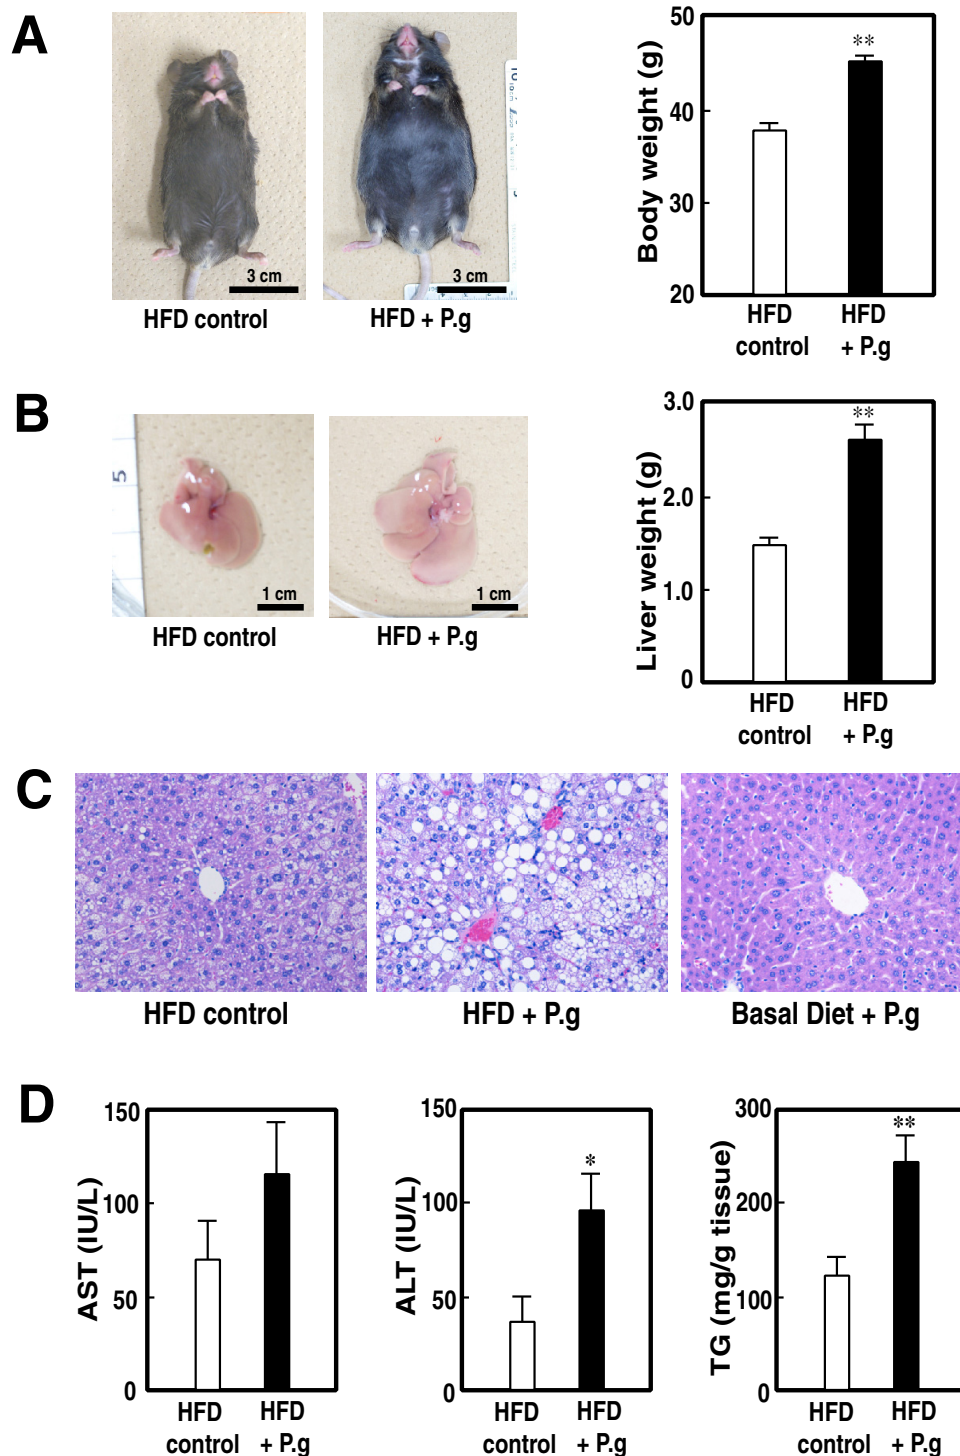 A
3 cm
HFD control
3 cm
HFD + P.g
Body weight (g)
50
40
30
20
**
HFD
control
HFD
+ P.g
B
5
1 cm
HFD control
1 cm
HFD + P.g
Liver weight (g)
3.0
2.0
1.0
0
**
HFD
control
HFD
+ P.g
C
HFD control
HFD + P.g
Basal Diet + P.g
D
AST (IU/L)
150
100
50
0
HFD
control
HFD
+ P.g
ALT (IU/L)
150
100
50
0
*
HFD
control
HFD
+ P.g
TG (mg/g tissue)
300
200
100
0
**
HFD
control
HFD
+ P.g